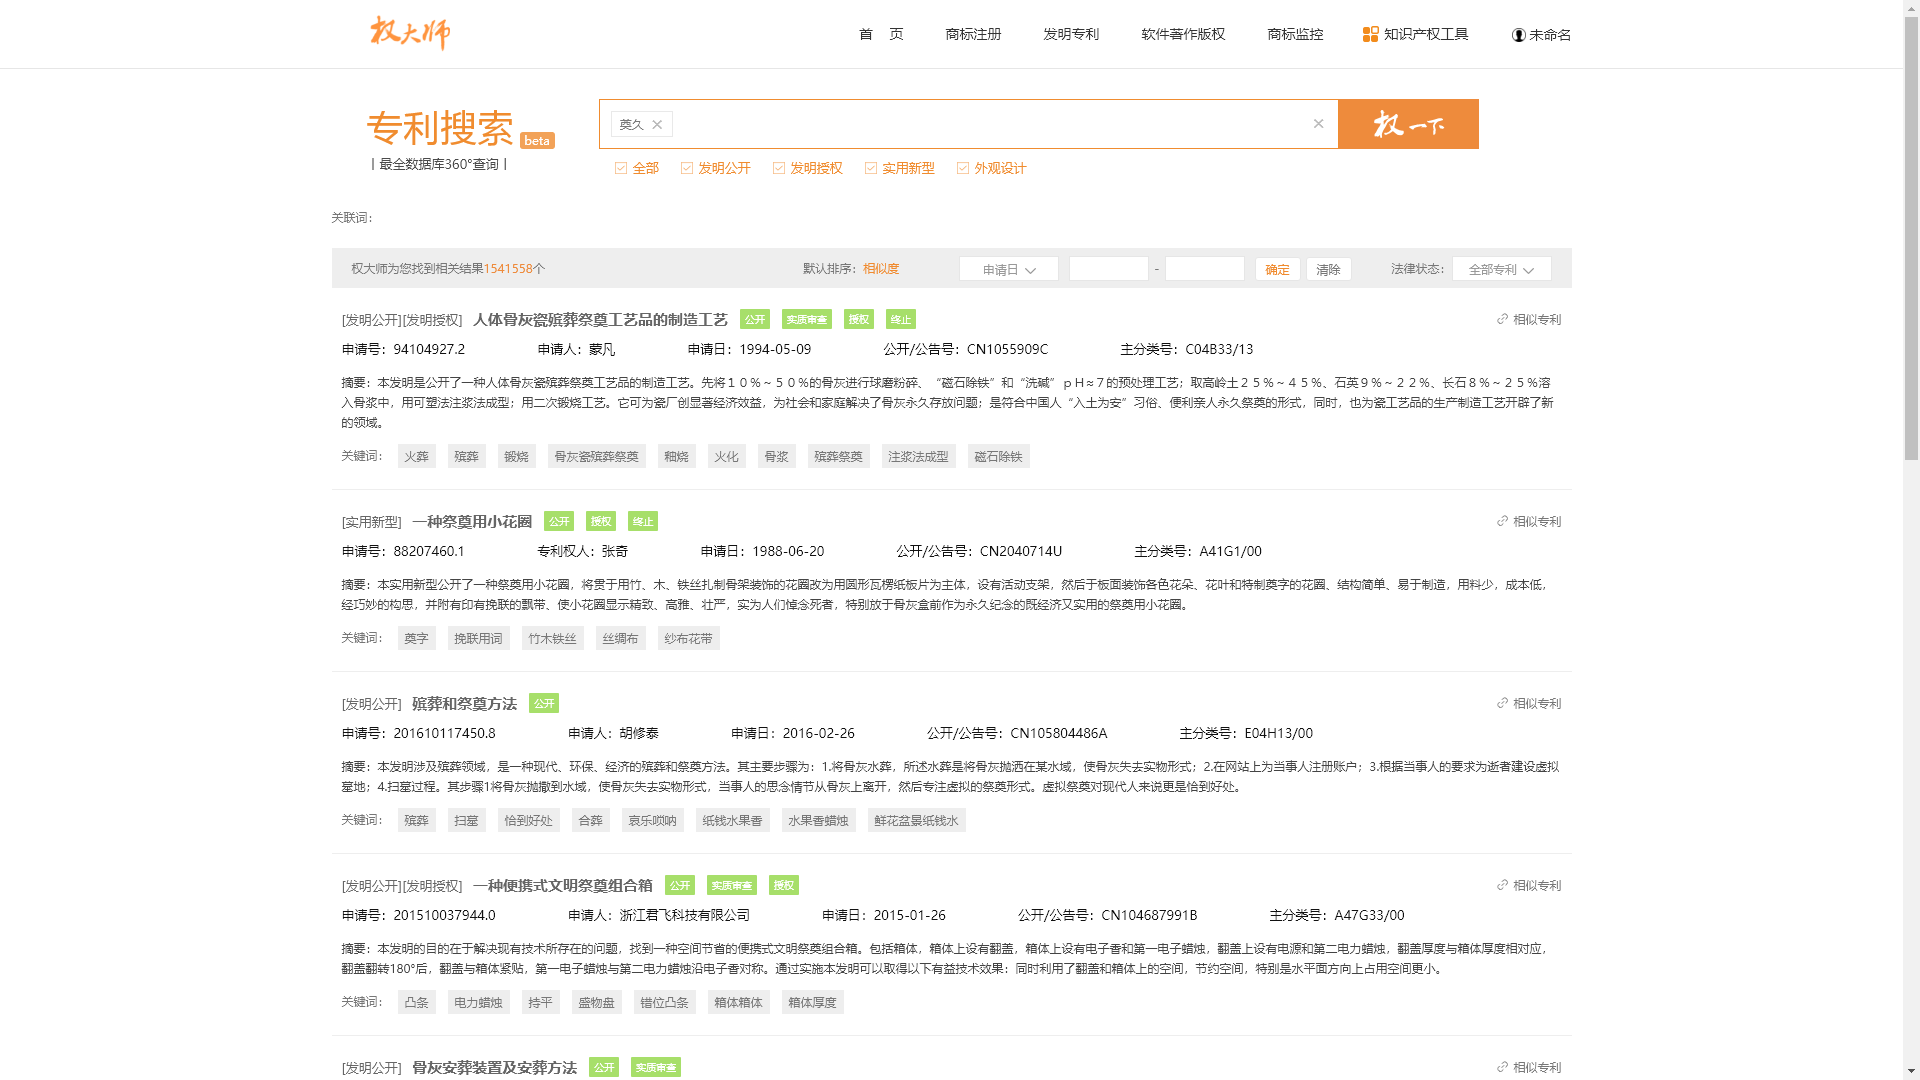 权大师
首 页 商标注册 发明专利 软件著作版权 商标监控 知识产权工具 未命名
专利搜索 beta
丨最全数据库360°查询丨
奠久
权一下
全部 发明公开 发明授权 实用新型 外观设计
关联词：
权大师为您找到相关结果1541558个 默认排序：相似度 申请日 - 确定 清除 法律状态： 全部专利
[发明公开][发明授权] 人体骨灰瓷殡葬祭奠工艺品的制造工艺 公开 实质审查 授权 终止 相似专利
申请号：94104927.2 申请人：蒙凡 申请日：1994-05-09 公开/公告号：CN1055909C 主分类号：C04B33/13
摘要：本发明是公开了一种人体骨灰瓷殡葬祭奠工艺品的制造工艺。先将１０％～５０％的骨灰进行球磨粉碎、“磁石除铁”和“洗碱”ｐＨ≈７的预处理工艺；取高岭土２５％～４５％、石英９％～２２％、长石８％～２５％溶
入骨浆中，用可塑法注浆法成型；用二次锻烧工艺。它可为瓷厂创显著经济效益，为社会和家庭解决了骨灰永久存放问题；是符合中国人“入土为安”习俗、便利亲人永久祭奠的形式，同时，也为瓷工艺品的生产制造工艺开辟了新
的领域。
关键词： 火葬 殡葬 锻烧 骨灰瓷殡葬祭奠 釉烧 火化 骨浆 殡葬祭奠 注浆法成型 磁石除铁
[实用新型] 一种祭奠用小花圈 公开 授权 终止 相似专利
申请号：88207460.1 专利权人：张奇 申请日：1988-06-20 公开/公告号：CN2040714U 主分类号：A41G1/00
摘要：本实用新型公开了一种祭奠用小花圈，将贯于用竹、木、铁丝扎制骨架装饰的花圈改为用圆形瓦楞纸板片为主体，设有活动支架，然后于板面装饰各色花朵、花叶和特制奠字的花圈、结构简单、易于制造，用料少，成本低，
经巧妙的构思，并附有印有挽联的飘带、使小花圈显示精致、高雅、壮严，实为人们悼念死者，特别放于骨灰盒前作为永久纪念的既经济又实用的祭奠用小花圈。
关键词： 奠字 挽联用词 竹木铁丝 丝绸布 纱布花带
[发明公开] 殡葬和祭奠方法 公开 相似专利
申请号：201610117450.8 申请人：胡修泰 申请日：2016-02-26 公开/公告号：CN105804486A 主分类号：E04H13/00
摘要：本发明涉及殡葬领域，是一种现代、环保、经济的殡葬和祭奠方法。其主要步骤为：1.将骨灰水葬，所述水葬是将骨灰抛洒在某水域，使骨灰失去实物形式；2.在网站上为当事人注册账户；3.根据当事人的要求为逝者建设虚拟
墓地；4.扫墓过程。其步骤1将骨灰抛撒到水域，使骨灰失去实物形式，当事人的思念情节从骨灰上离开，然后专注虚拟的祭奠形式。虚拟祭奠对现代人来说更是恰到好处。
关键词： 殡葬 扫墓 恰到好处 合葬 哀乐唢呐 纸钱水果香 水果香蜡烛 鲜花盆景纸钱水
[发明公开][发明授权] 一种便携式文明祭奠组合箱 公开 实质审查 授权 相似专利
申请号：201510037944.0 申请人：浙江君飞科技有限公司 申请日：2015-01-26 公开/公告号：CN104687991B 主分类号：A47G33/00
摘要：本发明的目的在于解决现有技术所存在的问题，找到一种空间节省的便携式文明祭奠组合箱。包括箱体，箱体上设有翻盖，箱体上设有电子香和第一电子蜡烛，翻盖上设有电源和第二电力蜡烛，翻盖厚度与箱体厚度相对应，
翻盖翻转180°后，翻盖与箱体紧贴，第一电子蜡烛与第二电力蜡烛沿电子香对称。通过实施本发明可以取得以下有益技术效果：同时利用了翻盖和箱体上的空间，节约空间，特别是水平面方向上占用空间更小。
关键词： 凸条 电力蜡烛 持平 盛物盘 错位凸条 箱体箱体 箱体厚度
[发明公开] 骨灰安葬装置及安葬方法 公开 实质审查 相似专利